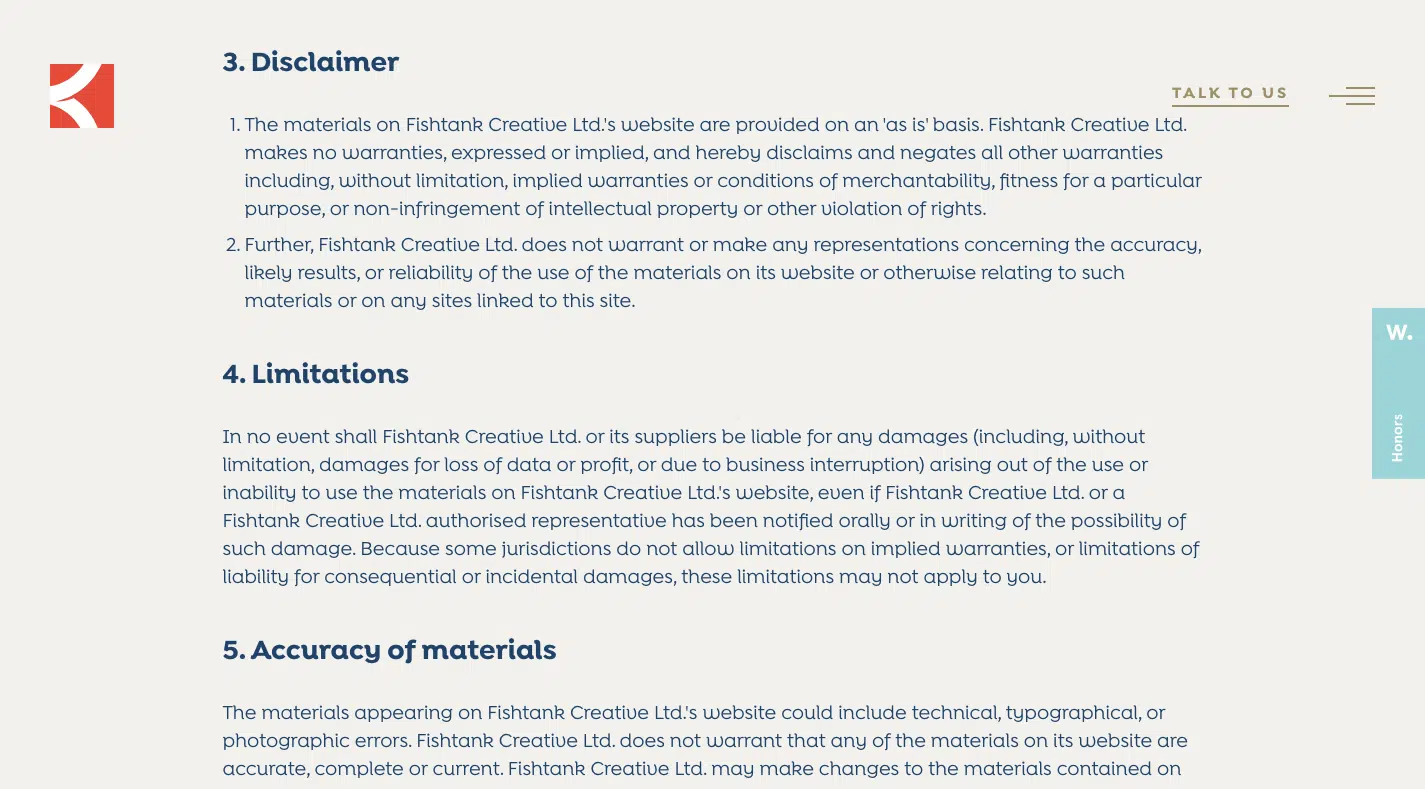 3. Disclaimer
TALK TO US
1. The materials on Fishtank Creative Ltd.'s website are provided on an 'as is' basis. Fishtank Creative Ltd.
makes no warranties, expressed or implied, and hereby disclaims and negates all other warranties
including, without limitation, implied warranties or conditions of merchantability, fitness for a particular
purpose, or non-infringement of intellectual property or other violation of rights.
2. Further, Fishtank Creative Ltd. does not warrant or make any representations concerning the accuracy,
likely results, or reliability of the use of the materials on its website or otherwise relating to such
materials or on any sites linked to this site.
W.
Honors
4. Limitations
In no event shall Fishtank Creative Ltd. or its suppliers be liable for any damages (including, without
limitation, damages for loss of data or profit, or due to business interruption) arising out of the use or
inability to use the materials on Fishtank Creative Ltd.'s website, even if Fishtank Creative Ltd. or a
Fishtank Creative Ltd. authorised representative has been notified orally or in writing of the possibility of
such damage. Because some jurisdictions do not allow limitations on implied warranties, or limitations of
liability for consequential or incidental damages, these limitations may not apply to you.
5. Accuracy of materials
The materials appearing on Fishtank Creative Ltd.'s website could include technical, typographical, or
photographic errors. Fishtank Creative Ltd. does not warrant that any of the materials on its website are
accurate, complete or current. Fishtank Creative Ltd. may make changes to the materials contained on